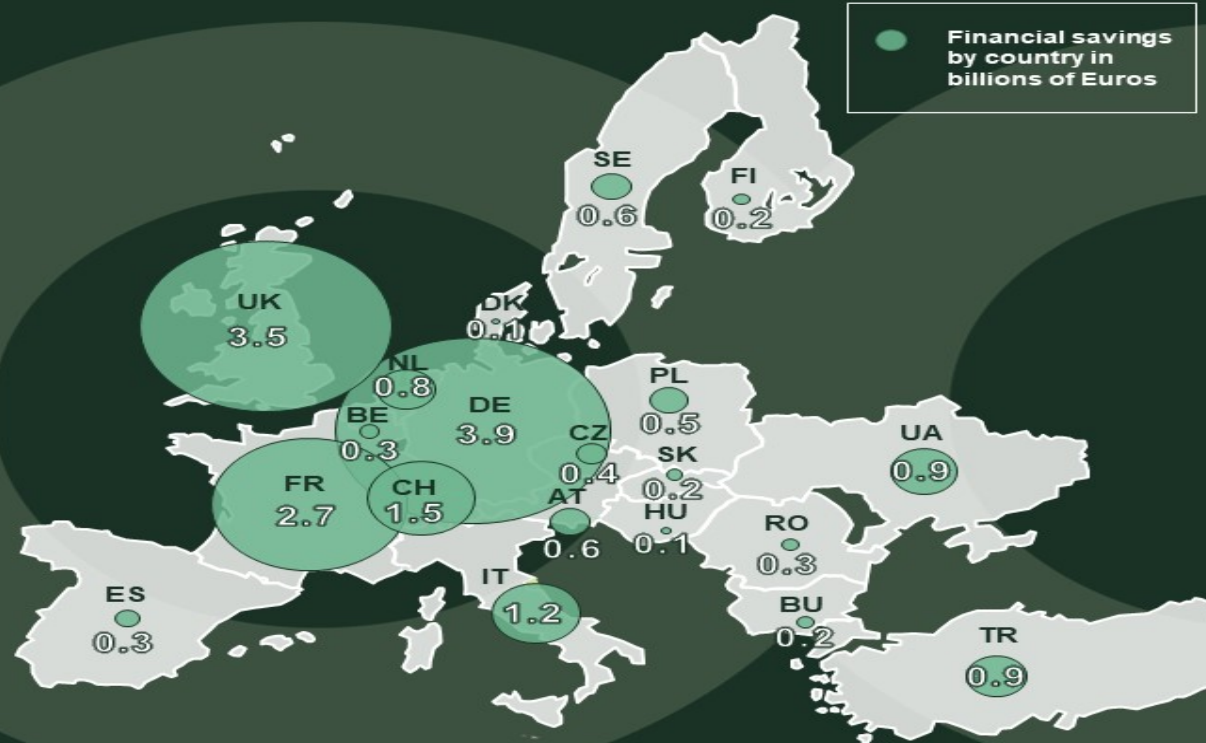 Financial savings
by country in
billions of Euros
SE
0.6
FI
0.2
UK
3.5
DK
0.1
NL
0.8
BE
0.3
DE
3.9
PL
0.5
CZ
0.4
SK
0.2
UA
0.9
FR
2.7
CH
1.5
AT
0.6
HU
0.1
RO
0.3
IT
1.2
ES
0.3
BU
0.2
TR
0.9